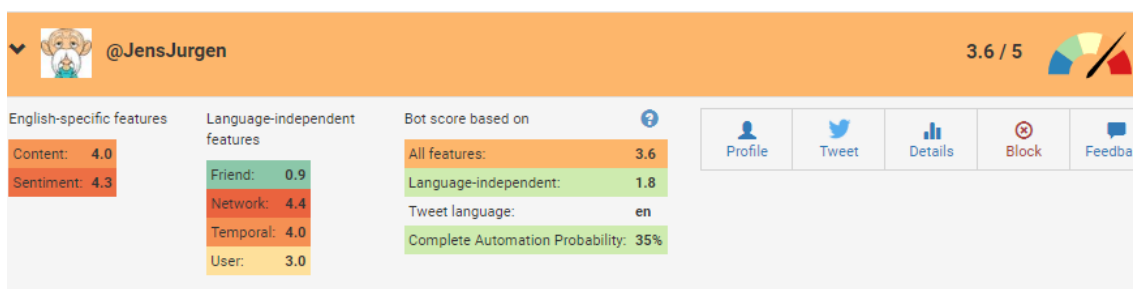 @JensJurgen
3.6 / 5
English-specific features
Content: 4.0
Sentiment: 4.3
Language-independent
features
Friend: 0.9
Network: 4.4
Temporal: 4.0
User: 3.0
Bot score based on
?
All features: 3.6
Language-independent: 1.8
Tweet language: en
Complete Automation Probability: 35%
Profile
Tweet
Details
Block
Feedba